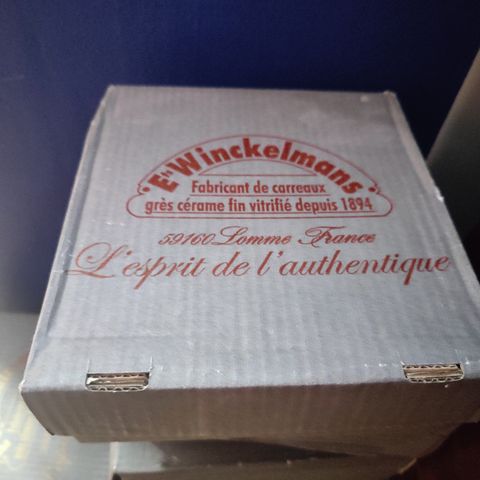 Ets Winckelmans
Fabricant de carreaux
grès cérame fin vitrifié depuis 1894
59160 Lomme France
L'esprit de l'authentique